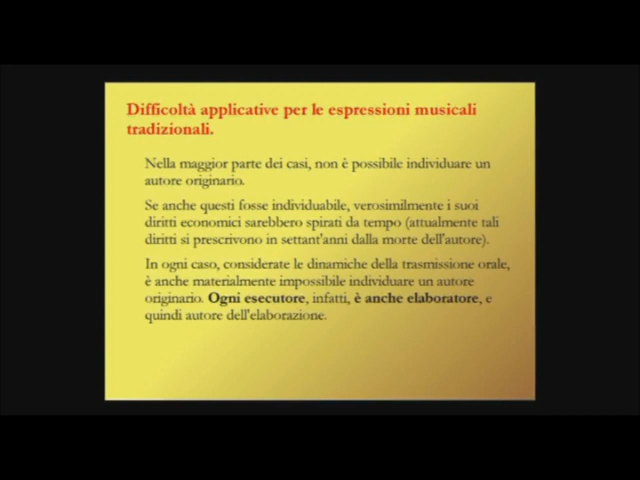 Difficoltà applicative per le espressioni musicali
tradizionali.
Nella maggior parte dei casi, non è possibile individuare un
autore originario.
Se anche questi fosse individuabile, verosimilmente i suoi
diritti economici sarebbero spirati da tempo (attualmente tali
diritti si prescrivono in settant'anni dalla morte dell'autore).
In ogni caso, considerate le dinamiche della trasmissione orale,
è anche materialmente impossibile individuare un autore
originario. Ogni esecutore, infatti, è anche elaboratore, e
quindi autore dell'elaborazione.